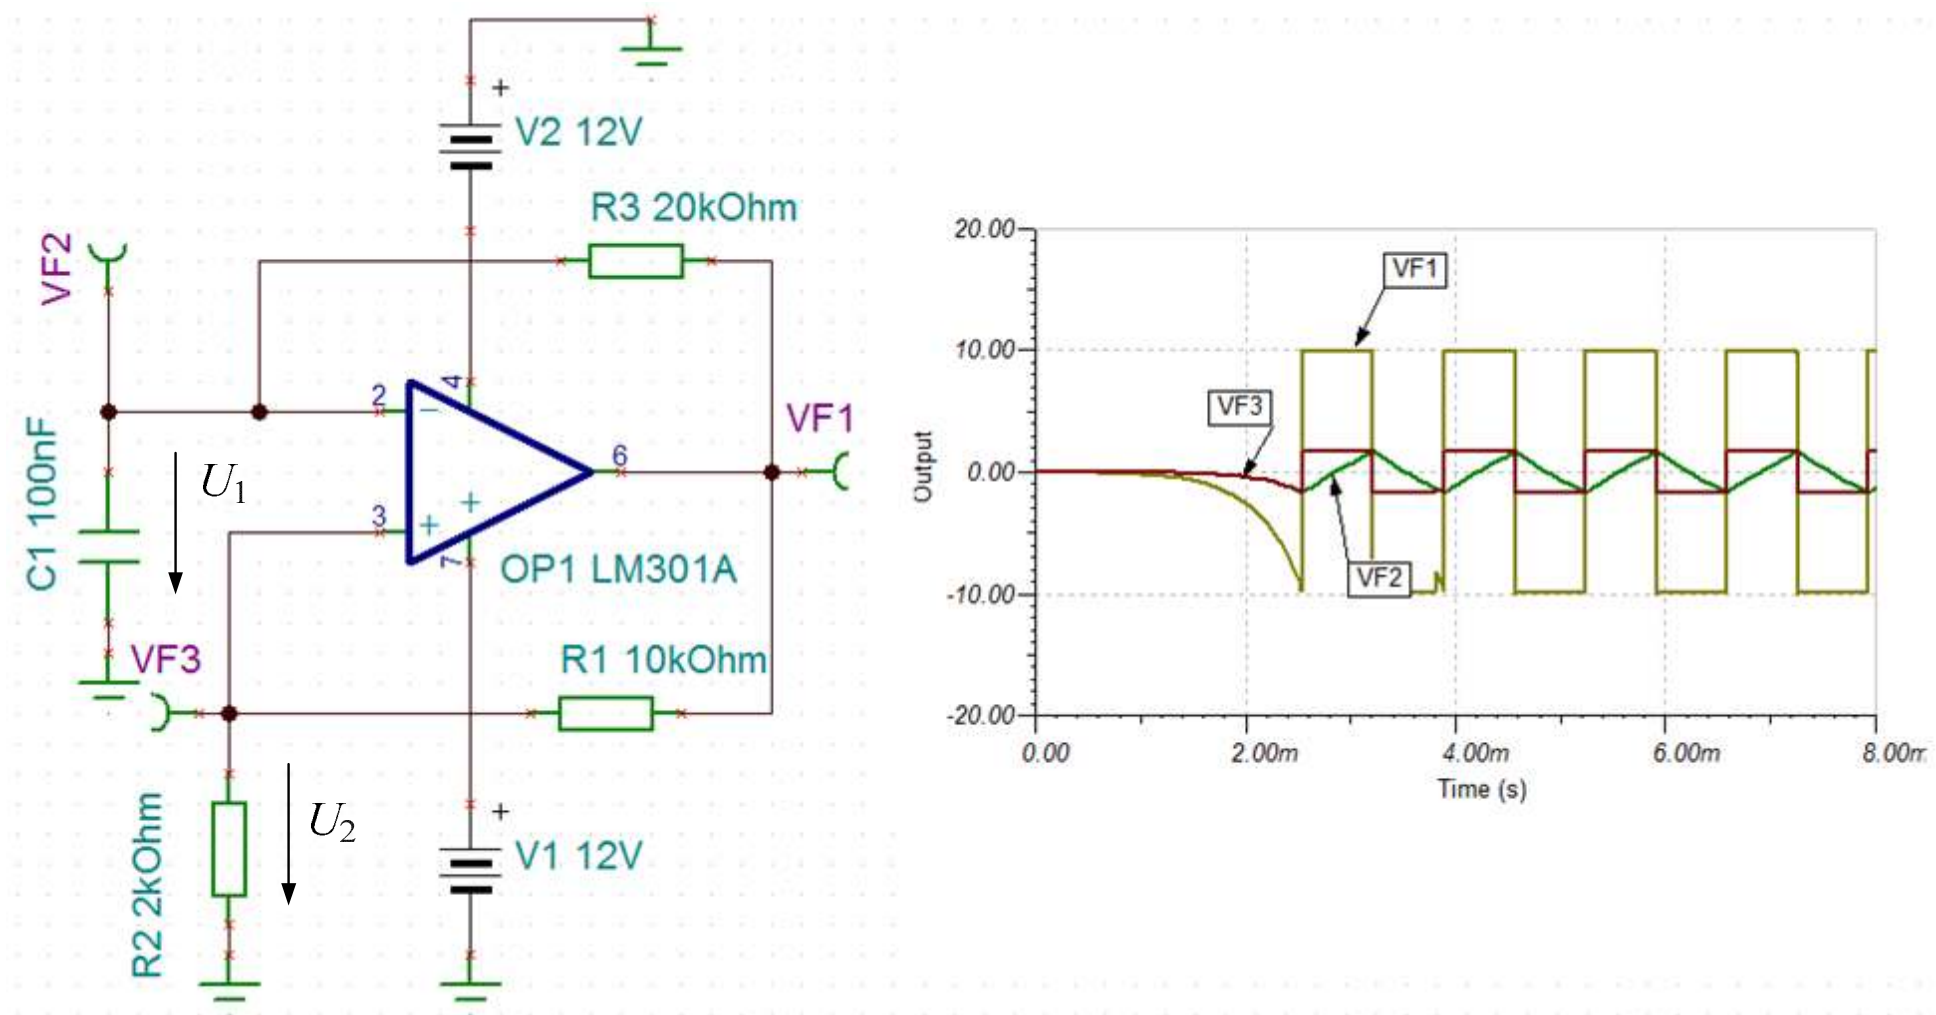 +
V2 12V
R3 20kOhm
VF2
2
4
−
VF1
6
U1
C1 100nF
3
+
+
7
OP1 LM301A
VF3
R1 10kOhm
+
U2
V1 12V
R2 2kOhm
20.00
VF1
10.00
VF3
Output
0.00
VF2
-10.00
-20.00
0.00 2.00m 4.00m 6.00m 8.00m
Time (s)